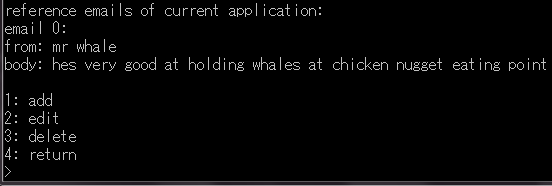 reference emails of current application:
email 0:
from: mr whale
body: hes very good at holding whales at chicken nugget eating point
1: add
2: edit
3: delete
4: return
>